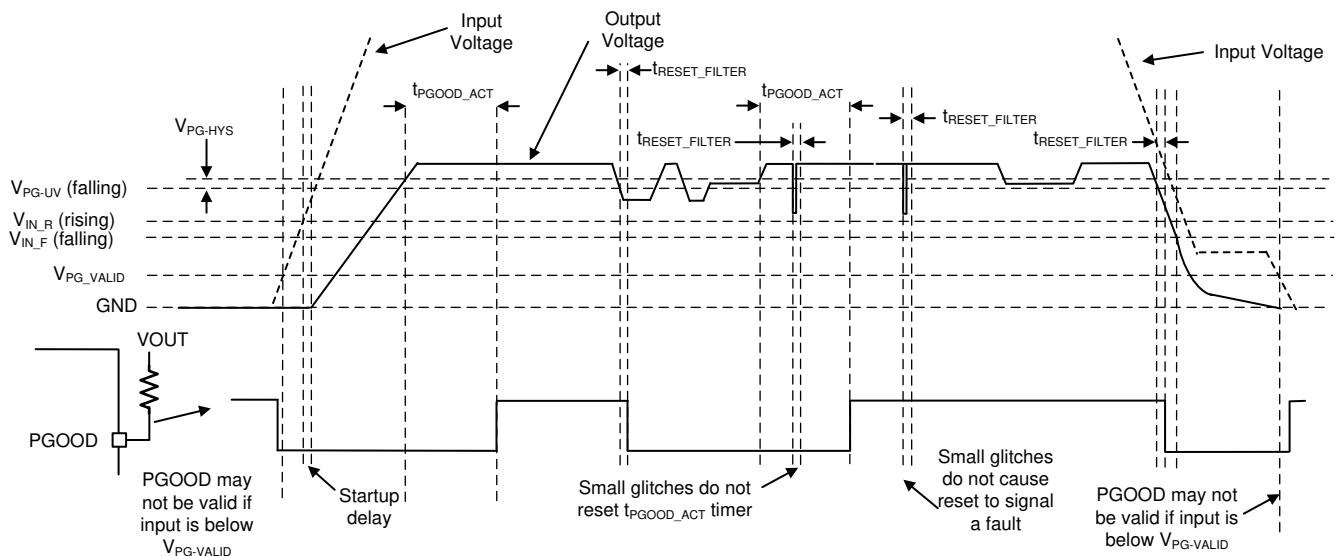 Input
Voltage
Output
Voltage
Input Voltage
tRESET_FILTER
tPGOOD_ACT
tPGOOD_ACT
tRESET_FILTER
tRESET_FILTER
tRESET_FILTER
VPG-HYS
VPG-UV (falling)
VIN_R (rising)
VIN_F (falling)
VPG_VALID
GND
VOUT
PGOOD
PGOOD may
not be valid if
input is below
VPG-VALID
Startup
delay
Small glitches do not
reset tPGOOD_ACT timer
Small glitches
do not cause
reset to signal
a fault
PGOOD may not
be valid if input is
below VPG-VALID